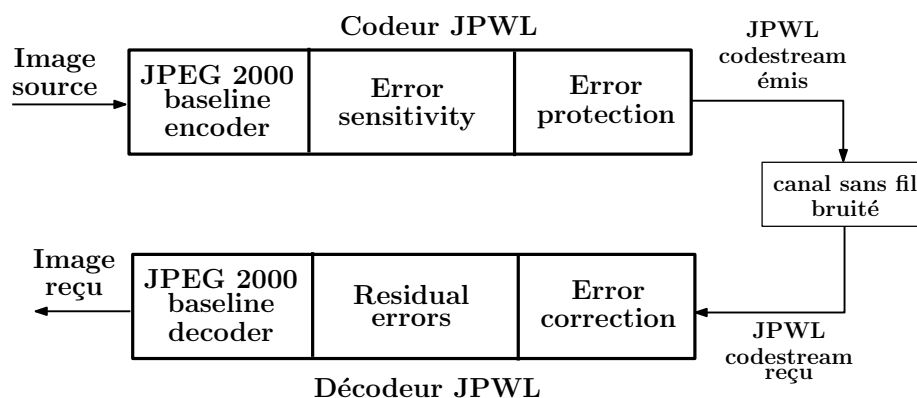 Codeur JPWL
Image
source
JPEG 2000
baseline
encoder
Error
sensitivity
Error
protection
JPWL
codestream
émis
canal sans fil
bruité
Image
reçu
JPEG 2000
baseline
decoder
Residual
errors
Error
correction
JPWL
codestream
reçu
Décodeur JPWL